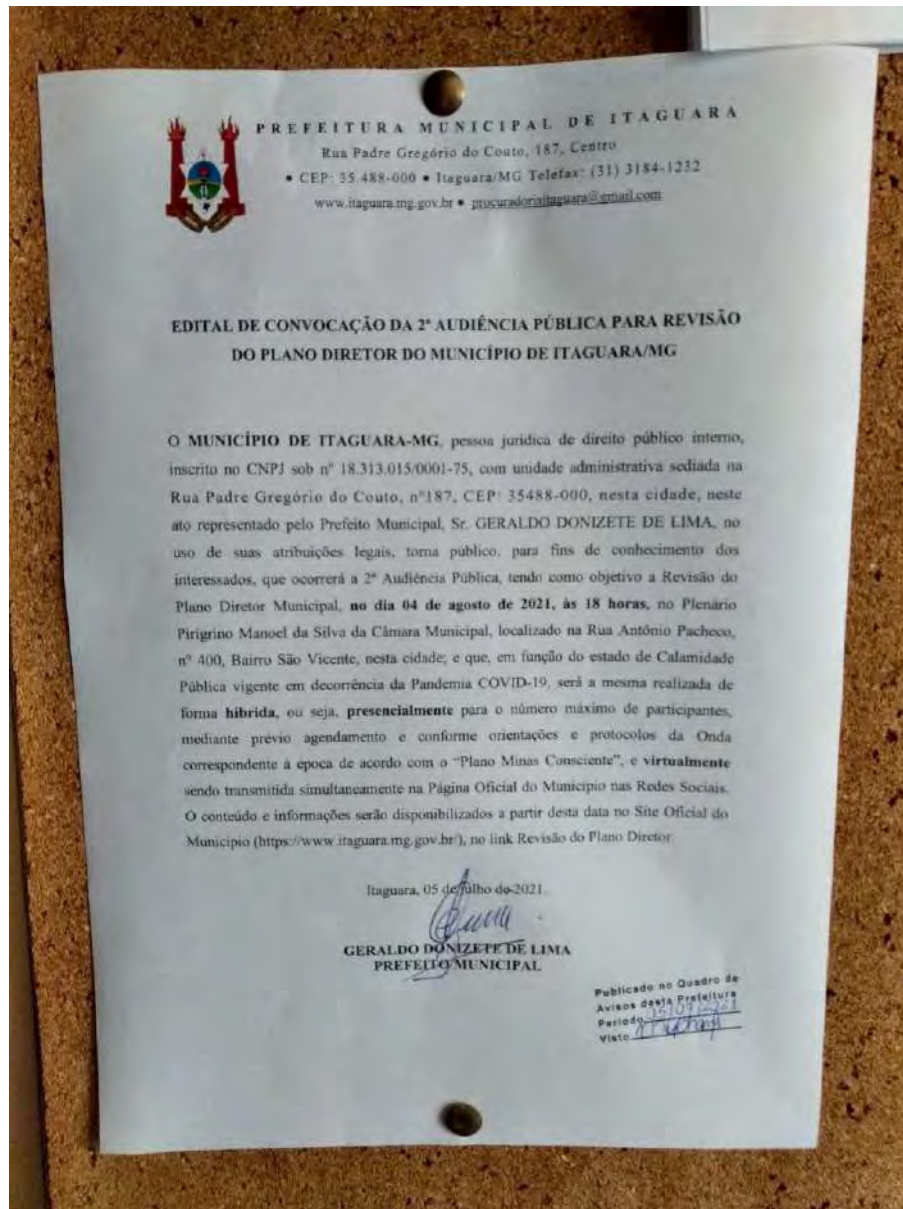 PREFEITURA MUNICIPAL DE ITAGUARA
Rua Padre Gregório do Couto, 187, Centro
• CEP: 35.488-000 • Itaguara/MG Telefax: (31) 3184-1232
www.itaguara.mg.gov.br • procuradoriaitaguara@gmail.com
EDITAL DE CONVOCAÇÃO DA 2ª AUDIÊNCIA PÚBLICA PARA REVISÃO
DO PLANO DIRETOR DO MUNICÍPIO DE ITAGUARA/MG
O MUNICÍPIO DE ITAGUARA-MG, pessoa jurídica de direito público interno,
inscrito no CNPJ sob nº 18.313.015/0001-75, com unidade administrativa sediada na
Rua Padre Gregório do Couto, nº187, CEP: 35488-000, nesta cidade, neste
ato representado pelo Prefeito Municipal, Sr. GERALDO DONIZETE DE LIMA, no
uso de suas atribuições legais, torna público, para fins de conhecimento dos
interessados, que ocorrerá a 2ª Audiência Pública, tendo como objetivo a Revisão do
Plano Diretor Municipal, no dia 04 de agosto de 2021, às 18 horas, no Plenário
Pirigrino Manoel da Silva da Câmara Municipal, localizado na Rua Antônio Pacheco,
nº 400, Bairro São Vicente, nesta cidade; e que, em função do estado de Calamidade
Pública vigente em decorrência da Pandemia COVID-19, será a mesma realizada de
forma híbrida, ou seja, presencialmente para o número máximo de participantes,
mediante prévio agendamento e conforme orientações e protocolos da Onda
correspondente à época de acordo com o "Plano Minas Consciente", e virtualmente
sendo transmitida simultaneamente na Página Oficial do Município nas Redes Sociais.
O conteúdo e informações serão disponibilizados a partir desta data no Site Oficial do
Município (https://www.itaguara.mg.gov.br/), no link Revisão do Plano Diretor.
Itaguara, 05 de julho de 2021.
GERALDO DONIZETE DE LIMA
PREFEITO MUNICIPAL
Publicado no Quadro de
Avisos desta Prefeitura
Período 05/07/2021
Visto